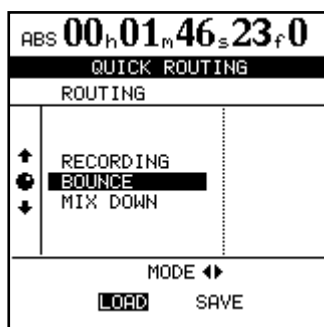 ABS 00h01m46s23f0
QUICK ROUTING
ROUTING
RECORDING
BOUNCE
MIX DOWN
MODE
LOAD SAVE